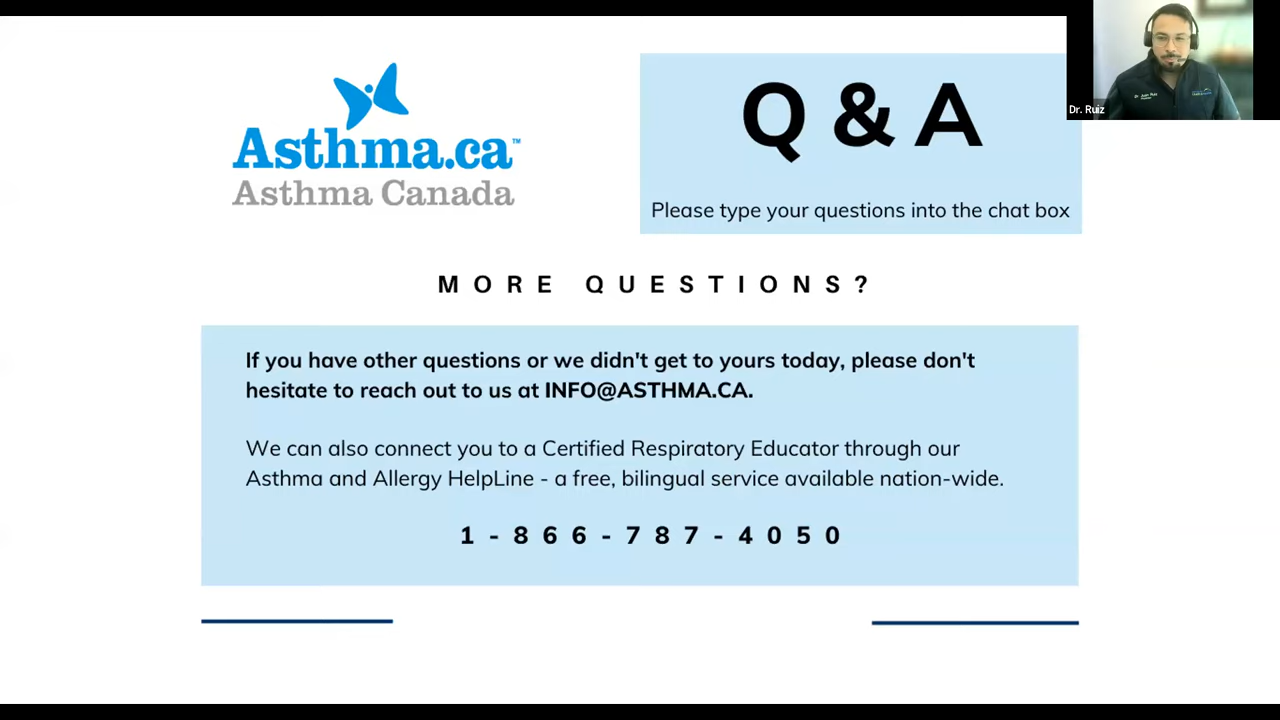 Asthma.ca™
Asthma Canada
Q & A
Please type your questions into the chat box
Dr. Ruiz
MORE QUESTIONS?
If you have other questions or we didn't get to yours today, please don't
hesitate to reach out to us at INFO@ASTHMA.CA.
We can also connect you to a Certified Respiratory Educator through our
Asthma and Allergy HelpLine - a free, bilingual service available nation-wide.
1-866-787-4050